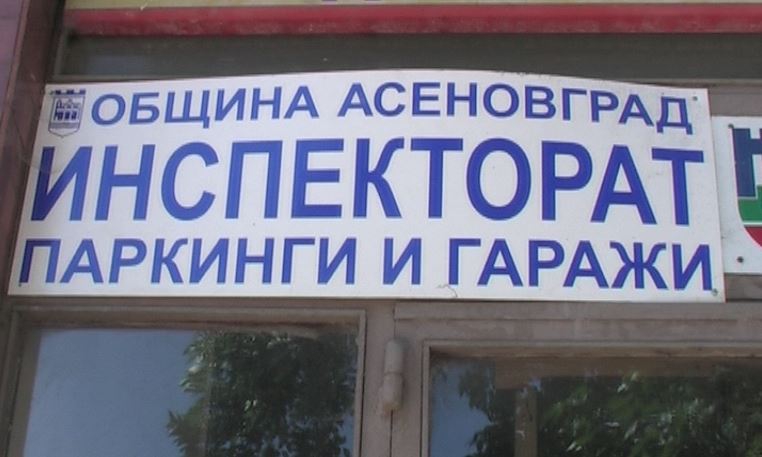 ОБЩИНА АСЕНОВГРАД
ИНСПЕКТОРАТ
ПАРКИНГИ И ГАРАЖИ